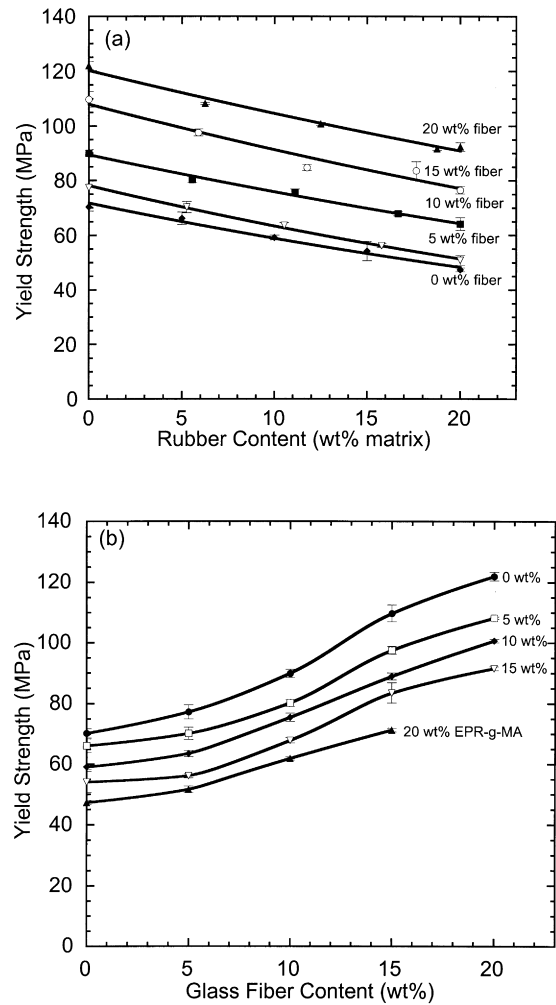 (a)
140
120
100
80
60
40
20
0
Yield Strength (MPa)
20 wt% fiber
15 wt% fiber
10 wt% fiber
5 wt% fiber
0 wt% fiber
0 5 10 15 20
Rubber Content (wt% matrix)
(b)
140
120
100
80
60
40
20
0
Yield Strength (MPa)
0 wt%
5 wt%
10 wt%
15 wt%
20 wt% EPR-g-MA
0 5 10 15 20
Glass Fiber Content (wt%)